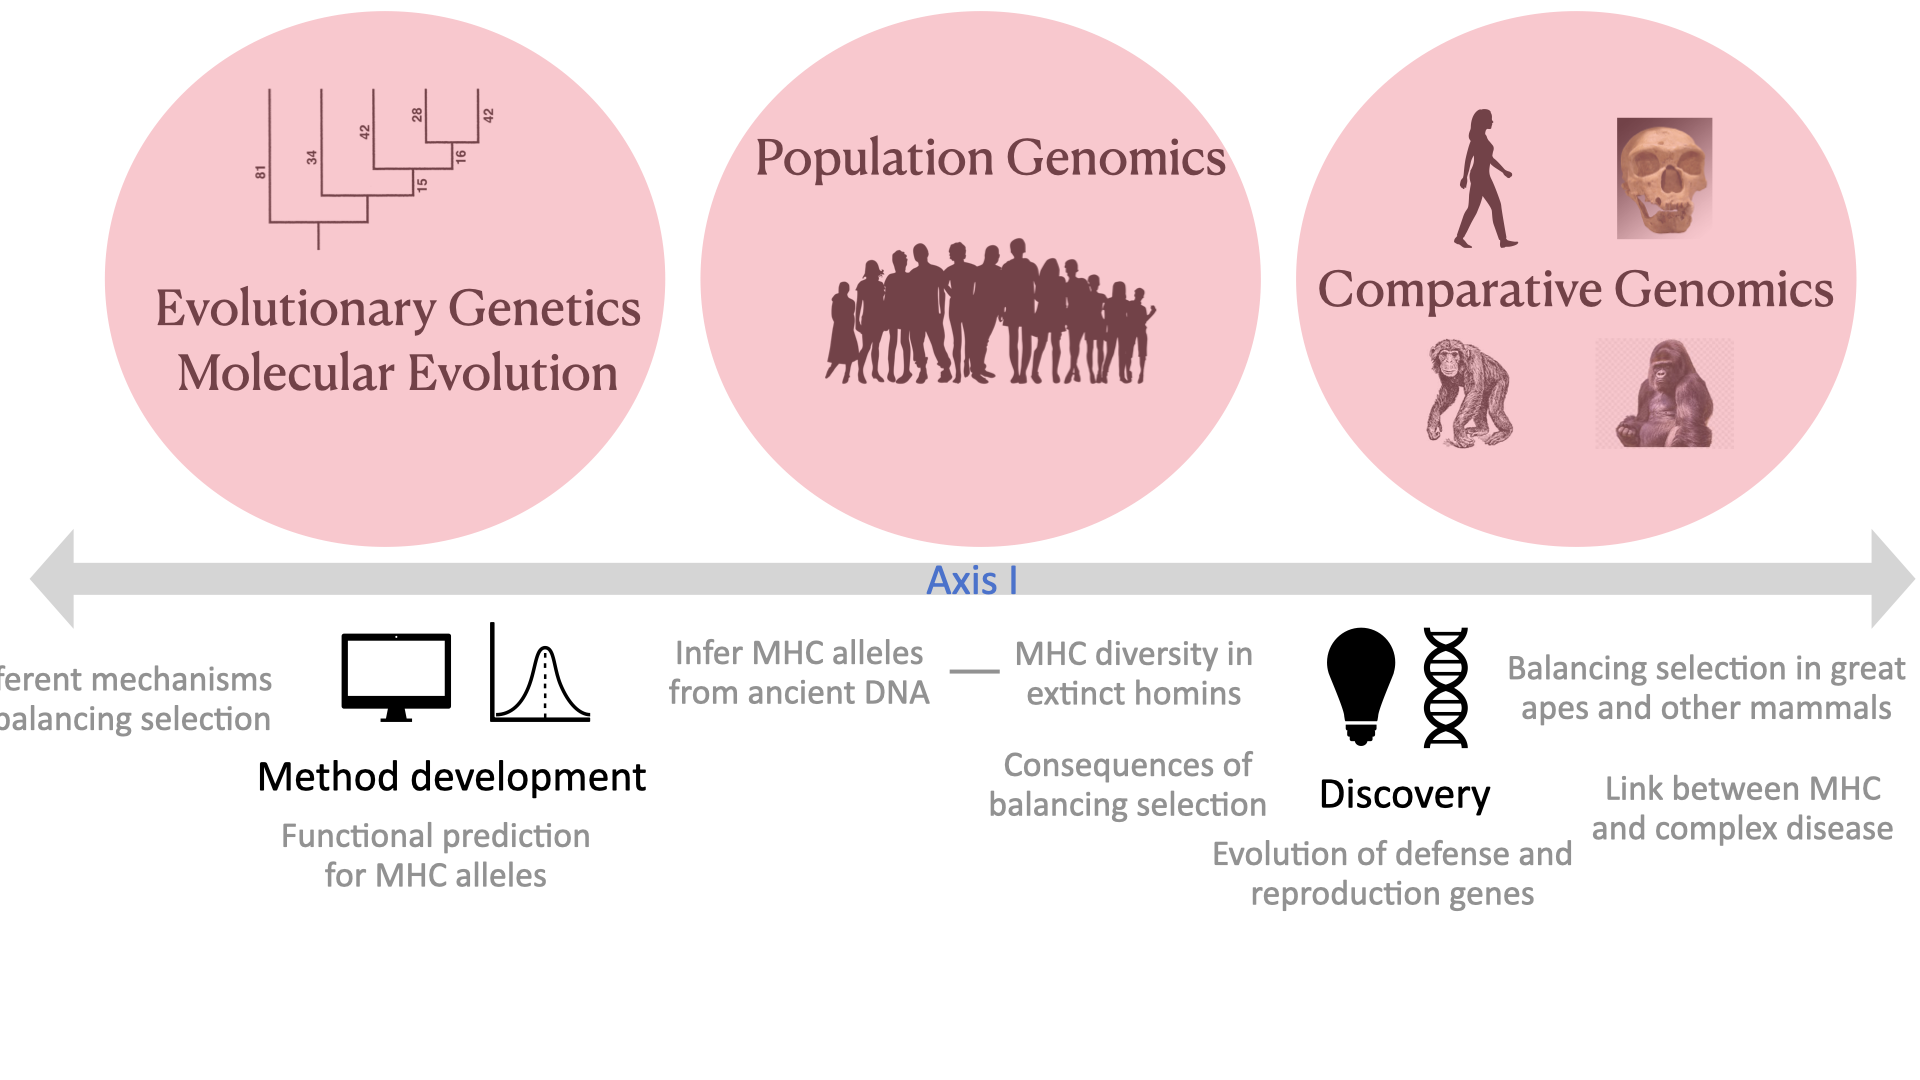 81
34
42
28
42
16
15
Evolutionary Genetics
Molecular Evolution
Population Genomics
Comparative Genomics
Axis I
ferent mechanisms
balancing selection
Method development
Functional prediction
for MHC alleles
Infer MHC alleles
from ancient DNA
MHC diversity in
extinct homins
Consequences of
balancing selection
Discovery
Evolution of defense and
reproduction genes
Balancing selection in great
apes and other mammals
Link between MHC
and complex disease